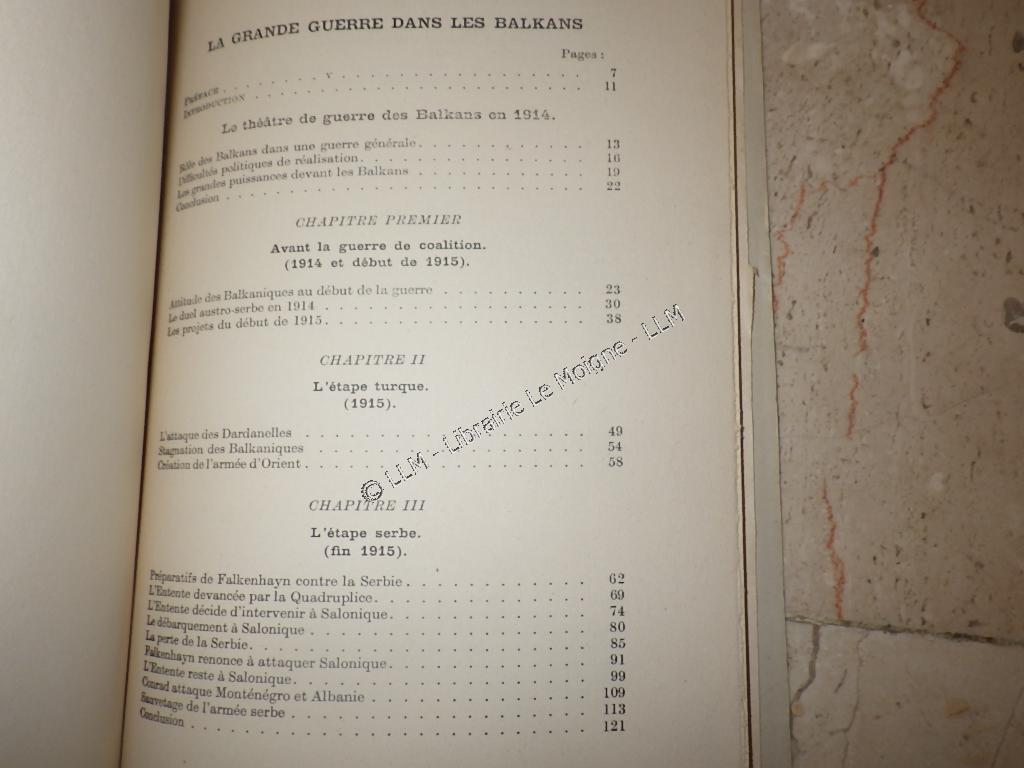 LA GRANDE GUERRE DANS LES BALKANS
Pages :
PRÉFACE . . . . . . . . . . . . . . . . . . 7
INTRODUCTION . . . . . . . . . . . . . . . . . . 11
Le théâtre de guerre des Balkans en 1914.
Rôle des Balkans dans une guerre générale. . . . . . . . . . 13
Difficultés politiques de réalisation. . . . . . . . . . . . . 16
Les grandes puissances devant les Balkans . . . . . . . . . . 19
Conclusion . . . . . . . . . . . . . . . . . . . . 22
CHAPITRE PREMIER
Avant la guerre de coalition.
(1914 et début de 1915).
Attitude des Balkaniques au début de la guerre . . . . . . . . 23
Le duel austro-serbe en 1914 . . . . . . . . . . . . . . . 30
Les projets du début de 1915. . . . . . . . . . . . . . . 38
CHAPITRE II
L'étape turque.
(1915).
L'attaque des Dardanelles . . . . . . . . . . . . . . . . 49
Stagnation des Balkaniques . . . . . . . . . . . . . . . 54
Création de l'armée d'Orient . . . . . . . . . . . . . . . 58
CHAPITRE III
L'étape serbe.
(fin 1915).
Préparatifs de Falkenhayn contre la Serbie . . . . . . . . . . 62
L'Entente devancée par la Quadruplice. . . . . . . . . . . . 69
L'Entente décide d'intervenir à Salonique. . . . . . . . . . . 74
Le débarquement à Salonique . . . . . . . . . . . . . . . 80
La perte de la Serbie. . . . . . . . . . . . . . . . . . 85
Falkenhayn renonce à attaquer Salonique. . . . . . . . . . . 91
L'Entente reste à Salonique. . . . . . . . . . . . . . . . 99
Conrad attaque Monténégro et Albanie . . . . . . . . . . . . 109
Sauvetage de l'armée serbe . . . . . . . . . . . . . . . . 113
Conclusion . . . . . . . . . . . . . . . . . . . . . 121
© LLM - Librairie Le Moigne - LLM